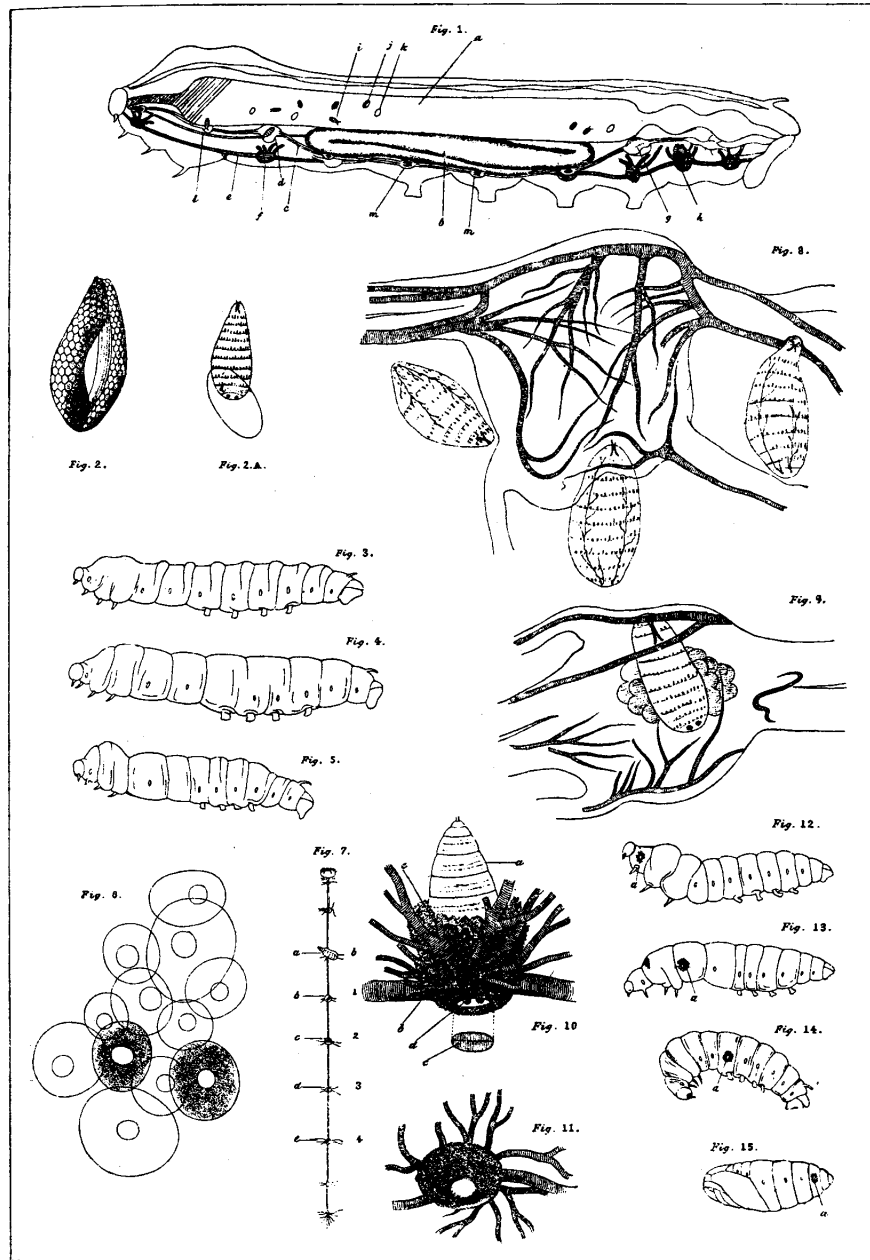 Fig. 1.
i j k a
l e f d c m b m g h
Fig. 8.
Fig. 2. Fig. 2.A.
Fig. 3.
Fig. 4.
Fig. 9.
Fig. 5.
Fig. 6.
Fig. 7.
a b
b 1
c 2
d 3
e 4
c a
b
d
c
Fig. 10
Fig. 11.
Fig. 12.
a
Fig. 13.
a
Fig. 14.
a
Fig. 15.
a